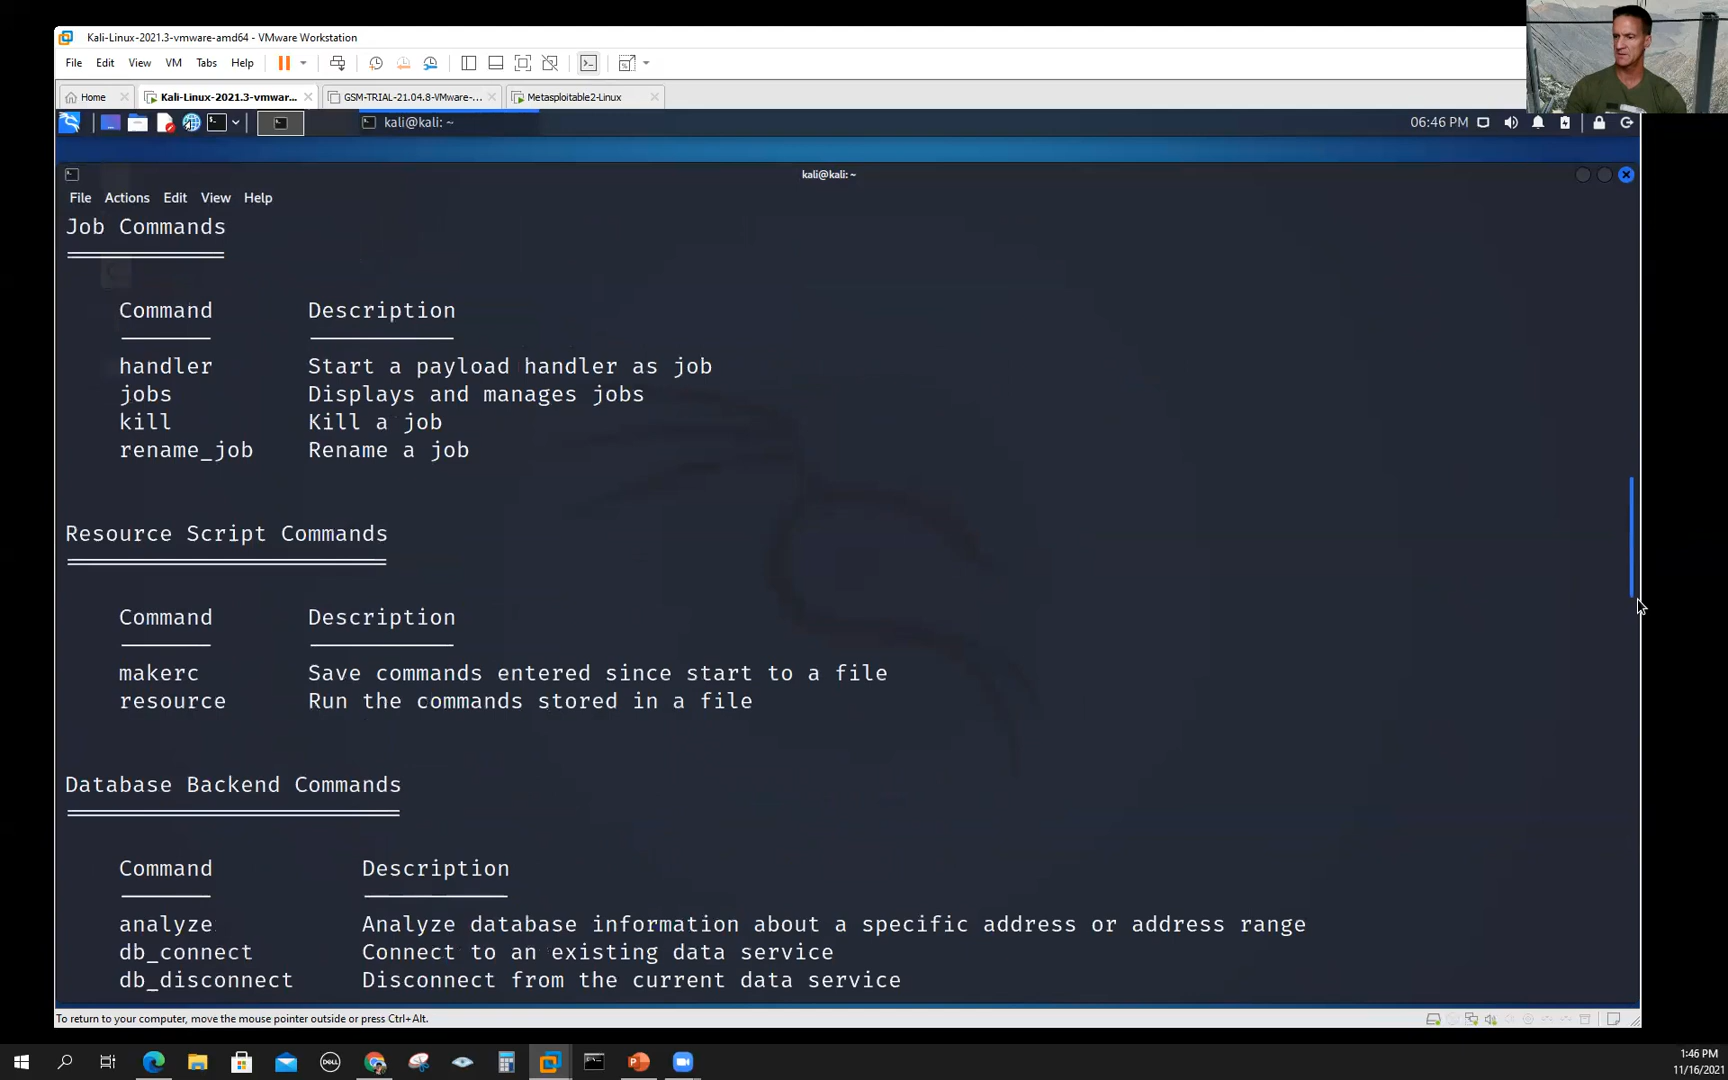 Kali-Linux-2021.3-vmware-amd64 - VMware Workstation
File Edit View VM Tabs Help
Home Kali-Linux-2021.3-vmwar... GSM-TRIAL-21.04.8-VMware-... Metasploitable2-Linux
kali@kali: ~ 06:46 PM
kali@kali: ~
File Actions Edit View Help
Job Commands
Command Description
handler Start a payload handler as job
jobs Displays and manages jobs
kill Kill a job
rename_job Rename a job
Resource Script Commands
Command Description
makerc Save commands entered since start to a file
resource Run the commands stored in a file
Database Backend Commands
Command Description
analyze Analyze database information about a specific address or address range
db_connect Connect to an existing data service
db_disconnect Disconnect from the current data service
To return to your computer, move the mouse pointer outside or press Ctrl+Alt.
DELL
1:46 PM
11/16/2021